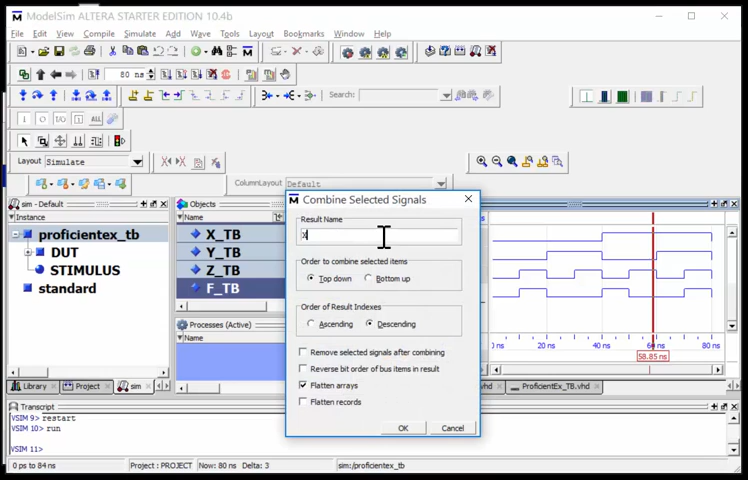 ModelSim ALTERA STARTER EDITION 10.4b
File Edit View Compile Simulate Add Wave Tools Layout Bookmarks Window Help
80 ns
Search:
ALL
Layout Simulate
ColumnLayout Default
sim - Default
Instance
proficientex_tb
DUT
STIMULUS
standard
Objects
Name
X_TB
Y_TB
Z_TB
F_TB
Processes (Active)
Name
Combine Selected Signals
Result Name
X
Order to combine selected items
Top down Bottom up
Order of Result Indexes
Ascending Descending
Remove selected signals after combining
Reverse bit order of bus items in result
Flatten arrays
Flatten records
OK Cancel
20 ns 40 ns 60 ns 80 ns
58.85 ns
Library Project sim
vhd ProficientEx_TB.vhd
Transcript
VSIM 9> restart
VSIM 10> run
VSIM 11>
0 ps to 84 ns Project : PROJECT Now: 80 ns Delta: 3 sim:/proficientex_tb